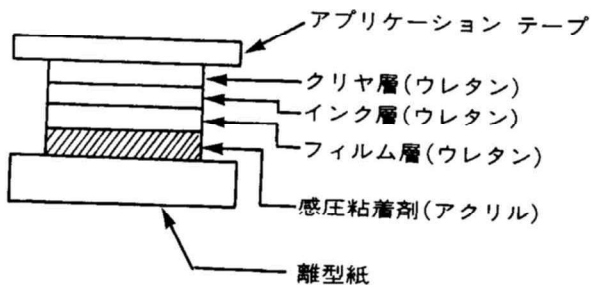 アプリケーション テープ
クリヤ層(ウレタン)
インク層(ウレタン)
フィルム層(ウレタン)
感圧粘着剤(アクリル)
離型紙